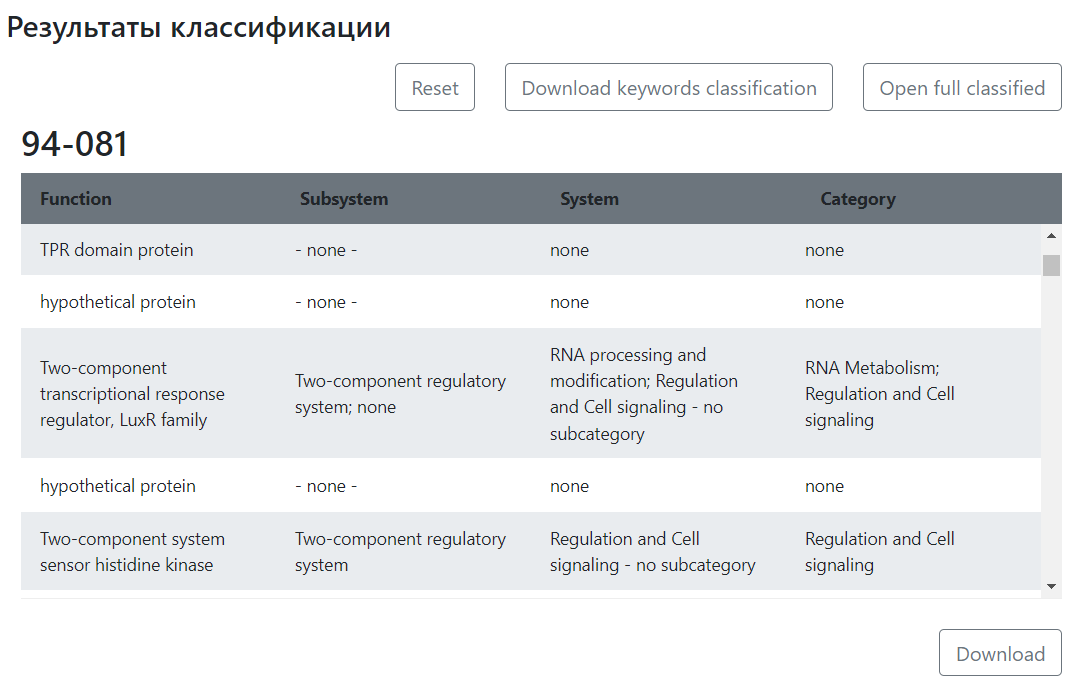 Результаты классификации
Reset Download keywords classification Open full classified
94-081
Function Subsystem System Category
TPR domain protein - none - none none
hypothetical protein - none - none none
Two-component transcriptional response regulator, LuxR family Two-component regulatory system; none RNA processing and modification; Regulation and Cell signaling - no subcategory RNA Metabolism; Regulation and Cell signaling
hypothetical protein - none - none none
Two-component system sensor histidine kinase Two-component regulatory system Regulation and Cell signaling - no subcategory Regulation and Cell signaling
Download